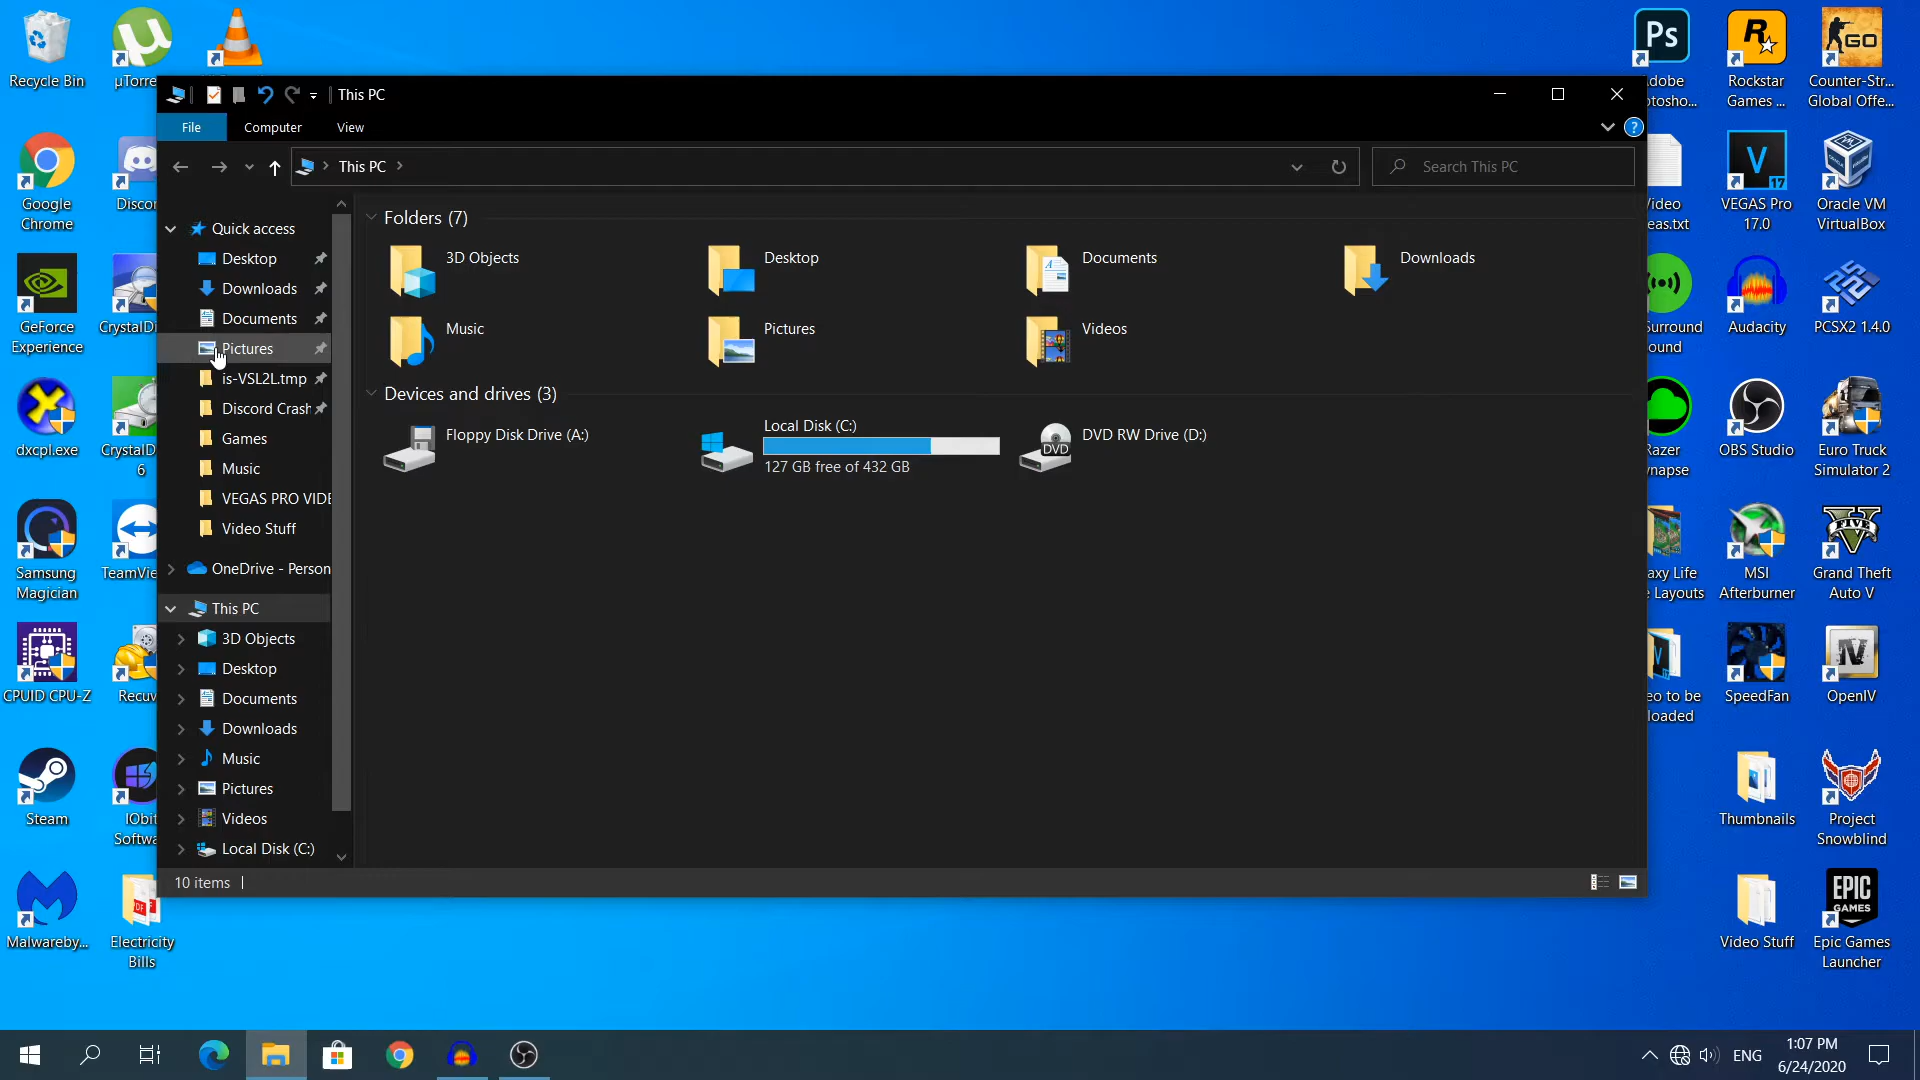 Recycle Bin
µTorre
Ps
R
GO
dobe
otosho...
Rockstar
Games ...
Counter-Str...
Global Offe...
This PC
File
Computer
View
?
This PC
Search This PC
Google
Chrome
Discor
Quick access
Desktop
Downloads
Documents
Pictures
is-VSL2L.tmp
Discord Crash
Games
Music
VEGAS PRO VIDE
Video Stuff
OneDrive - Person
This PC
3D Objects
Desktop
Documents
Downloads
Music
Pictures
Videos
Local Disk (C:)
Folders (7)
3D Objects
Desktop
Documents
Downloads
Music
Pictures
Videos
Devices and drives (3)
Floppy Disk Drive (A:)
Local Disk (C:)
127 GB free of 432 GB
DVD
DVD RW Drive (D:)
10 items
GeForce
Experience
CrystalDi
dxcpl.exe
CrystalD
6
Samsung
Magician
TeamVie
CPUID CPU-Z
Recuv
Steam
IObit
Softwa
Malwareby...
PDF
Electricity
Bills
V
17
ideo
eas.txt
VEGAS Pro
17.0
Oracle VM
VirtualBox
urround
ound
Audacity
PCSX2 1.4.0
azer
ynapse
OBS Studio
Euro Truck
Simulator 2
FIVE
axy Life
e Layouts
MSI
Afterburner
Grand Theft
Auto V
IV
eo to be
loaded
SpeedFan
OpenIV
Thumbnails
Project
Snowblind
EPIC
GAMES
Video Stuff
Epic Games
Launcher
ENG
1:07 PM
6/24/2020